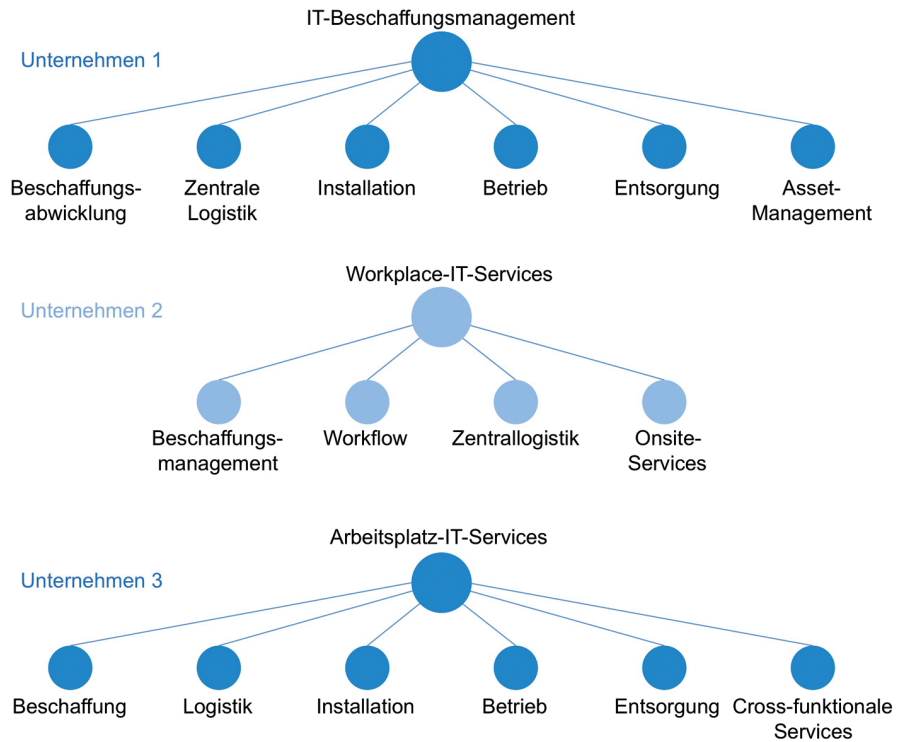 IT-Beschaffungsmanagement
Unternehmen 1
Beschaffungs-
abwicklung
Zentrale
Logistik
Installation
Betrieb
Entsorgung
Asset-
Management
Workplace-IT-Services
Unternehmen 2
Beschaffungs-
management
Workflow
Zentrallogistik
Onsite-
Services
Arbeitsplatz-IT-Services
Unternehmen 3
Beschaffung
Logistik
Installation
Betrieb
Entsorgung
Cross-funktionale
Services